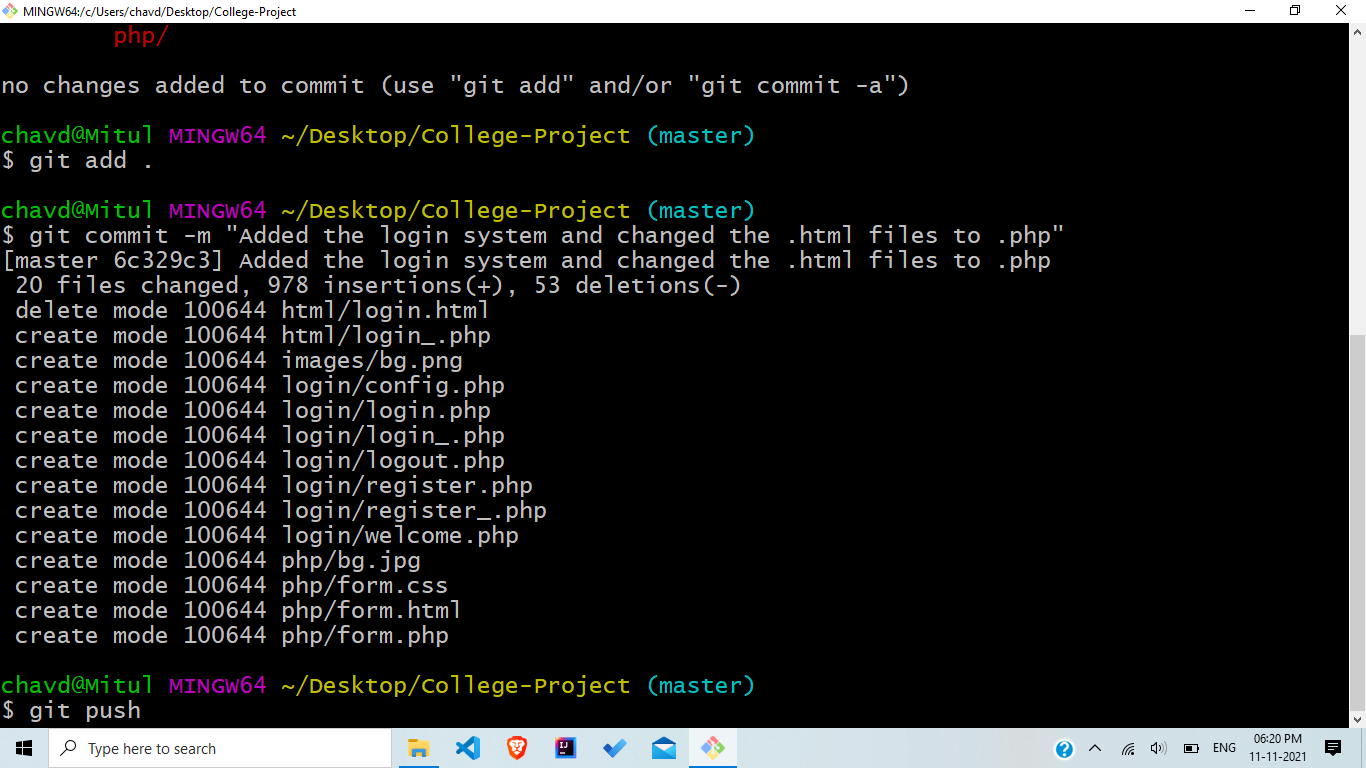 MINGW64:/c/Users/chavd/Desktop/College-Project
php/
no changes added to commit (use "git add" and/or "git commit -a")
chavd@Mitul MINGW64 ~/Desktop/College-Project (master)
$ git add .
chavd@Mitul MINGW64 ~/Desktop/College-Project (master)
$ git commit -m "Added the login system and changed the .html files to .php"
[master 6c329c3] Added the login system and changed the .html files to .php
20 files changed, 978 insertions(+), 53 deletions(-)
delete mode 100644 html/login.html
create mode 100644 html/login_.php
create mode 100644 images/bg.png
create mode 100644 login/config.php
create mode 100644 login/login.php
create mode 100644 login/login_.php
create mode 100644 login/logout.php
create mode 100644 login/register.php
create mode 100644 login/register_.php
create mode 100644 login/welcome.php
create mode 100644 php/bg.jpg
create mode 100644 php/form.css
create mode 100644 php/form.html
create mode 100644 php/form.php
chavd@Mitul MINGW64 ~/Desktop/College-Project (master)
$ git push
Type here to search
IJ
?
ENG
06:20 PM
11-11-2021